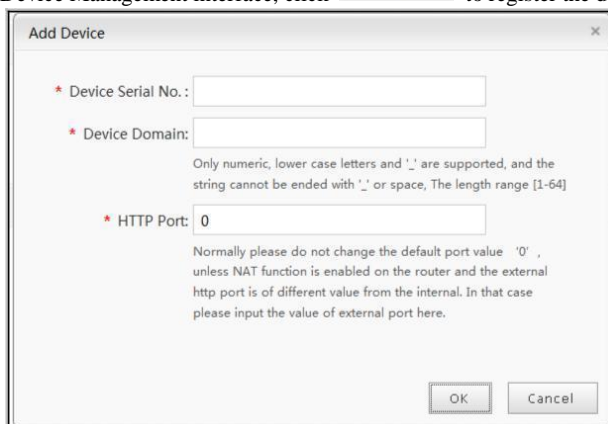 Device Management interface, click to register the d
Add Device ×
* Device Serial No. :
* Device Domain:
Only numeric, lower case letters and '_' are supported, and the
string cannot be ended with '_' or space, The length range [1-64]
* HTTP Port: 0
Normally please do not change the default port value '0' ,
unless NAT function is enabled on the router and the external
http port is of different value from the internal. In that case
please input the value of external port here.
OK Cancel